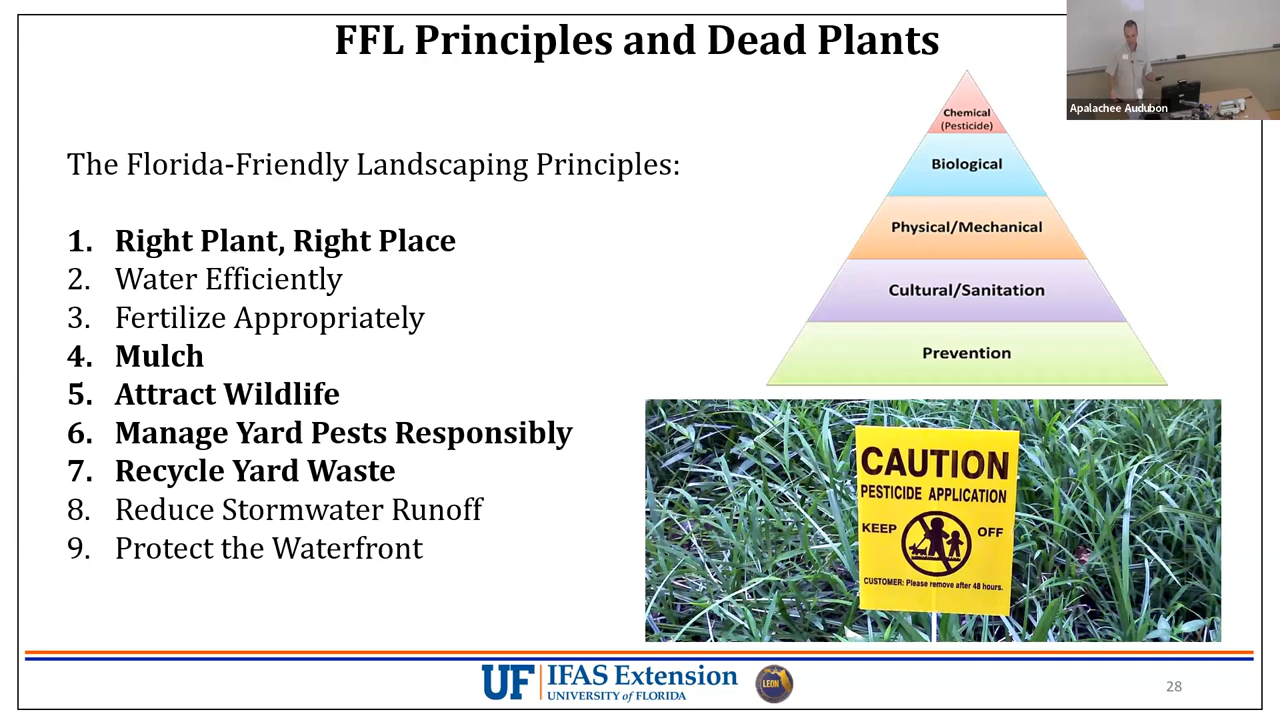 FFL Principles and Dead Plants
Apalachee Audubon
The Florida-Friendly Landscaping Principles:
1. Right Plant, Right Place
2. Water Efficiently
3. Fertilize Appropriately
4. Mulch
5. Attract Wildlife
6. Manage Yard Pests Responsibly
7. Recycle Yard Waste
8. Reduce Stormwater Runoff
9. Protect the Waterfront
Chemical
(Pesticide)
Biological
Physical/Mechanical
Cultural/Sanitation
Prevention
CAUTION
PESTICIDE APPLICATION
KEEP OFF
CUSTOMER: Please remove after 48 hours.
UF IFAS Extension
UNIVERSITY of FLORIDA
LEON
28